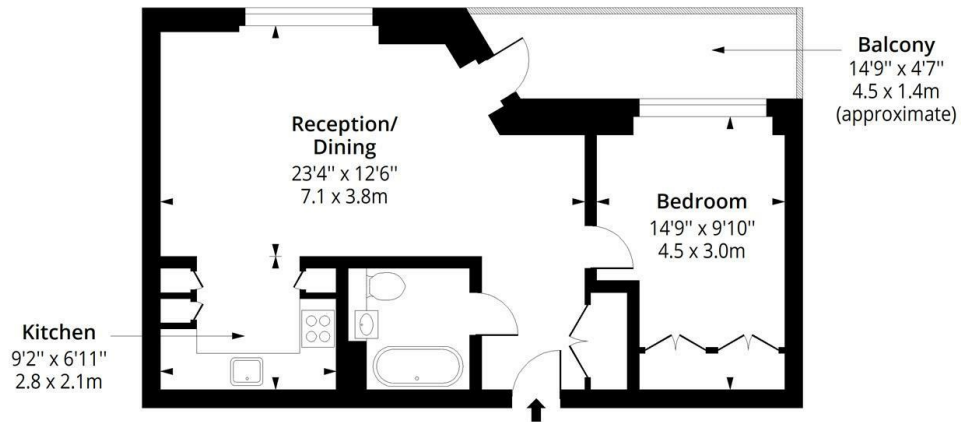 Balcony
14'9" x 4'7"
4.5 x 1.4m
(approximate)
Reception/
Dining
23'4" x 12'6"
7.1 x 3.8m
Bedroom
14'9" x 9'10"
4.5 x 3.0m
Kitchen
9'2" x 6'11"
2.8 x 2.1m